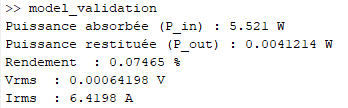 >> model_validation
Puissance absorbée (P_in) : 5.521 W
Puissance restituée (P_out) : 0.0041214 W
Rendement  : 0.07465 %
Vrms  : 0.00064198 V
Irms  : 6.4198 A